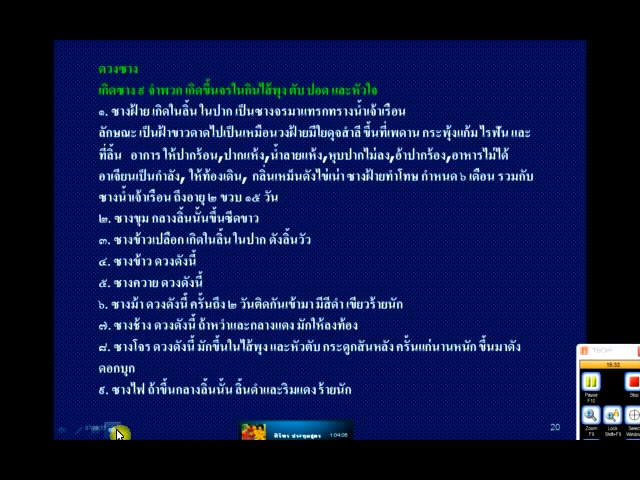 ดวงซาง
เกิดซาง ๙ จำพวก เกิดขึ้นจรในกินไส้พุง ตับ ปอด และหัวใจ
๑. ซางฝ้าย เกิดในลิ้น ในปาก เป็นซางจรมาแทรกทรางน้ำเจ้าเรือน
ลักษณะ เป็นฝ้าขาวดาดไปเป็นเหมือนวงฝ้ายมีใยดุจสำลี ขึ้นที่เพดาน กระพุ้งแก้ม ไรฟัน และ
ที่ลิ้น อาการ ให้ปากร้อน,ปากแห้ง,น้ำลายแห้ง,หุบปากไม่ลง,อ้าปากร้อง,อาหารไม่ได้
อาเจียนเป็นกำลัง, ให้ท้องเดิน, กลิ่นเหม็นดังไข่เน่า ซางฝ้ายทำโทษ กำหนด ๖ เดือน รวมกับ
ซางน้ำเจ้าเรือน ถึงอายุ ๒ ขวบ ๑๕ วัน
๒. ซางขุม กลางลิ้นนั้นขึ้นซีดขาว
๓. ซางข้าวเปลือก เกิดในลิ้น ในปาก ดังลิ้นวัว
๔. ซางข้าว ดวงดังนี้
๕. ซางควาย ดวงดังนี้
๖. ซางม้า ดวงดังนี้ ครั้นถึง ๒ วันติดกันเข้ามา มีสีดำ เขียวร้ายนัก
๗. ซางช้าง ดวงดังนี้ ถ้าหว่าและกลางแดง มักให้ลงท้อง
๘. ซางโจร ดวงดังนี้ มักขึ้นในไส้พุง และหัวตับ กระดูกสันหลัง ครั้นแก่นานหนัก ขึ้นมาดัง
ดอกบุก
๙. ซางไฟ ถ้าขึ้นกลางลิ้นนั้น ลิ้นดำและริมแดง ร้ายนัก
20
1:04:05
Pause
F10
Stop
Zoom
F8
Lock
Shift+F8
Select
Window